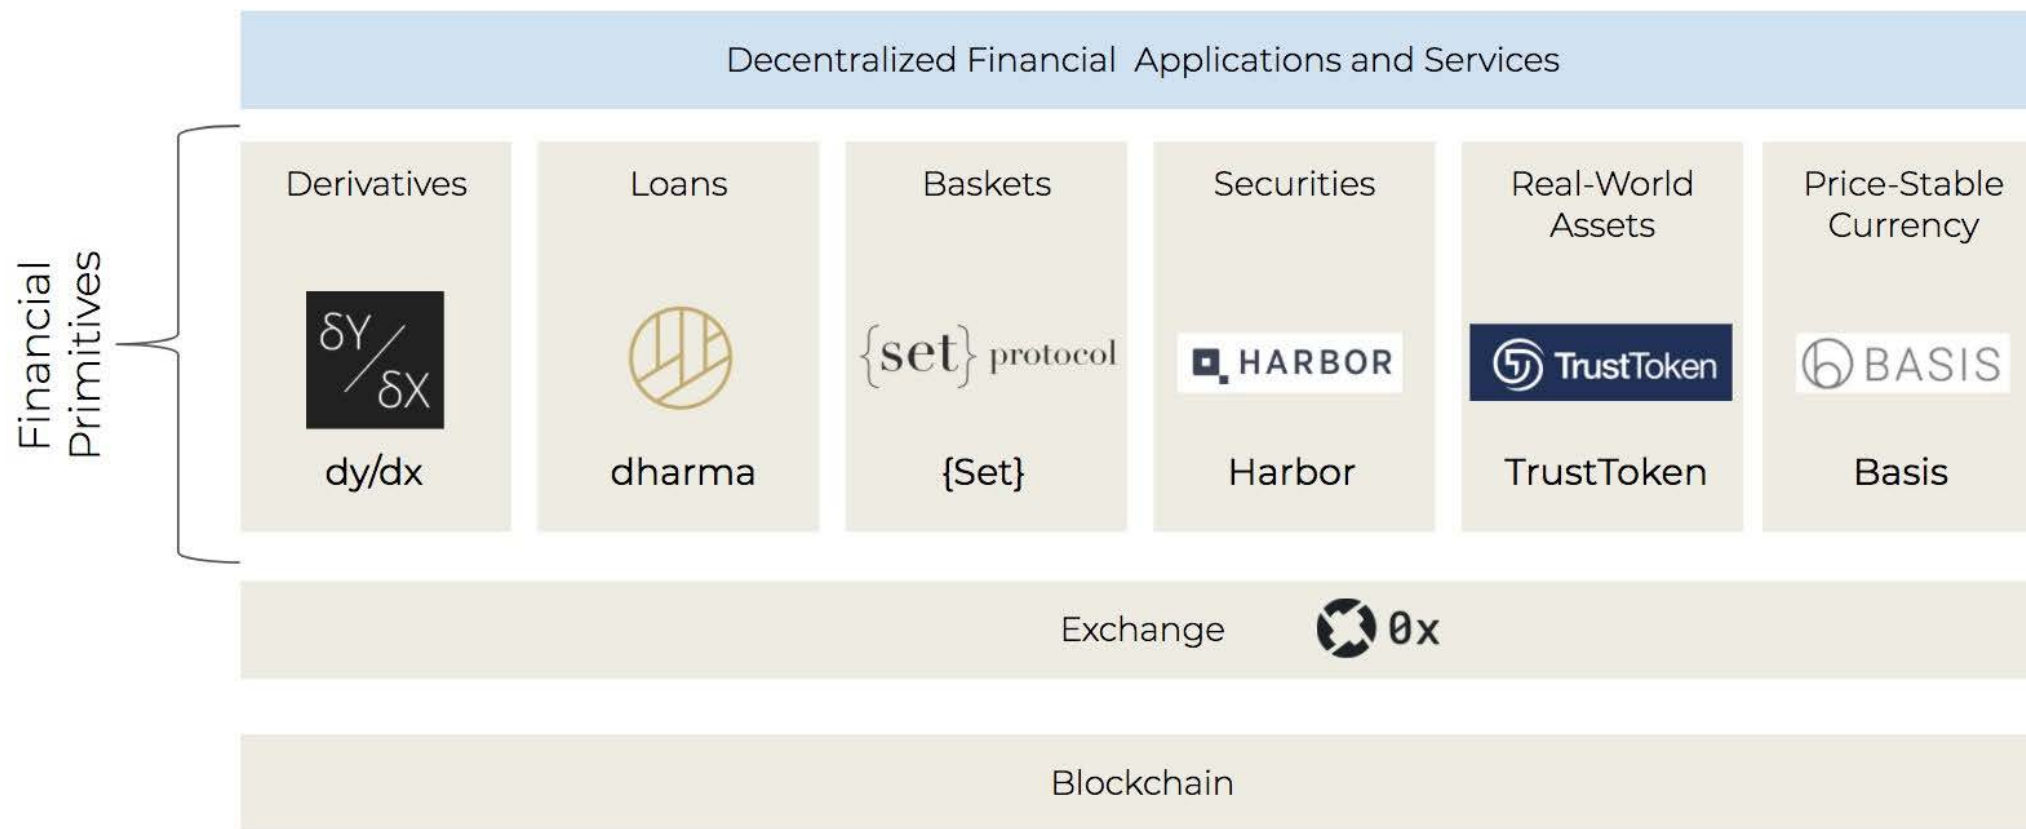 Decentralized Financial Applications and Services
Financial
Primitives
Derivatives
δY/δX
dy/dx
Loans
dharma
Baskets
{set} protocol
{Set}
Securities
HARBOR
Harbor
Real-World
Assets
TrustToken
TrustToken
Price-Stable
Currency
BASIS
Basis
Exchange
0x
Blockchain